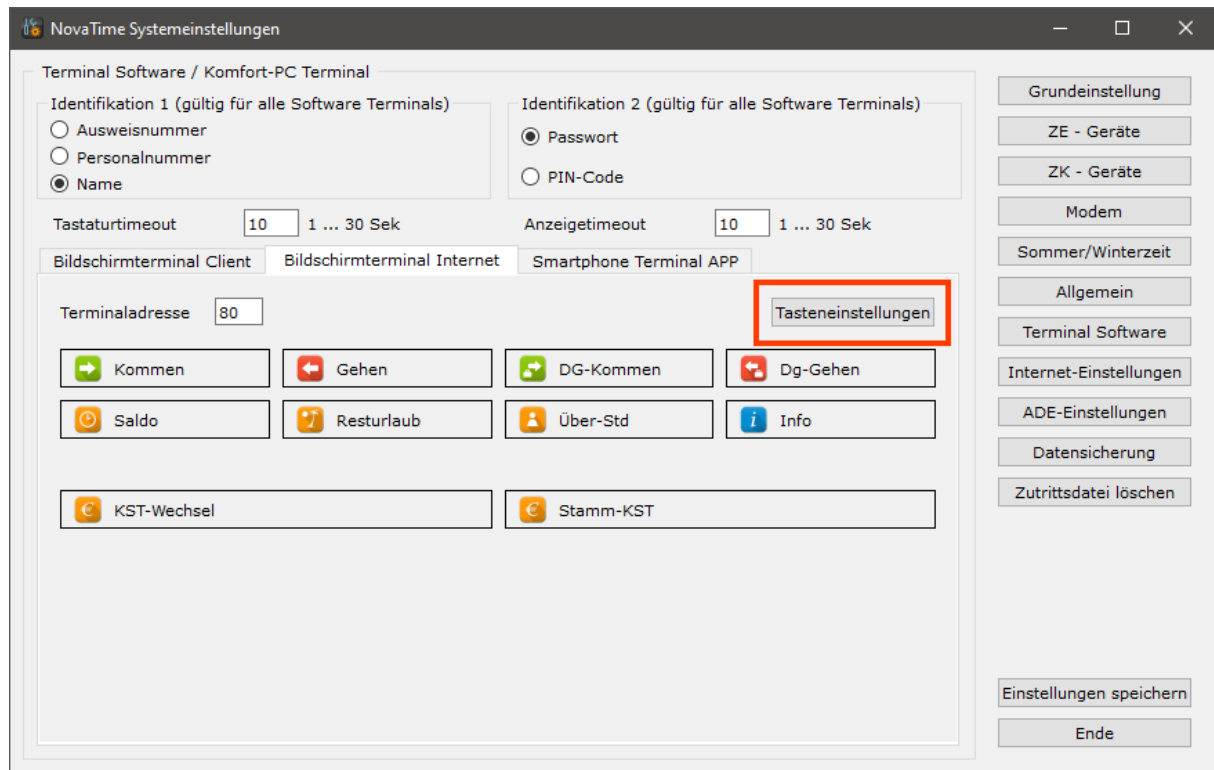 NovaTime Systemeinstellungen
Terminal Software / Komfort-PC Terminal
Identifikation 1 (gültig für alle Software Terminals)
Ausweisnummer
Personalnummer
Name
Identifikation 2 (gültig für alle Software Terminals)
Passwort
PIN-Code
Tastaturtimeout 10 1 ... 30 Sek
Anzeigetimeout 10 1 ... 30 Sek
Bildschirmterminal Client Bildschirmterminal Internet Smartphone Terminal APP
Terminaladresse 80 Tasteneinstellungen
Kommen Gehen DG-Kommen Dg-Gehen
Saldo Resturlaub Über-Std Info
KST-Wechsel Stamm-KST
Grundeinstellung
ZE - Geräte
ZK - Geräte
Modem
Sommer/Winterzeit
Allgemein
Terminal Software
Internet-Einstellungen
ADE-Einstellungen
Datensicherung
Zutrittsdatei löschen
Einstellungen speichern
Ende